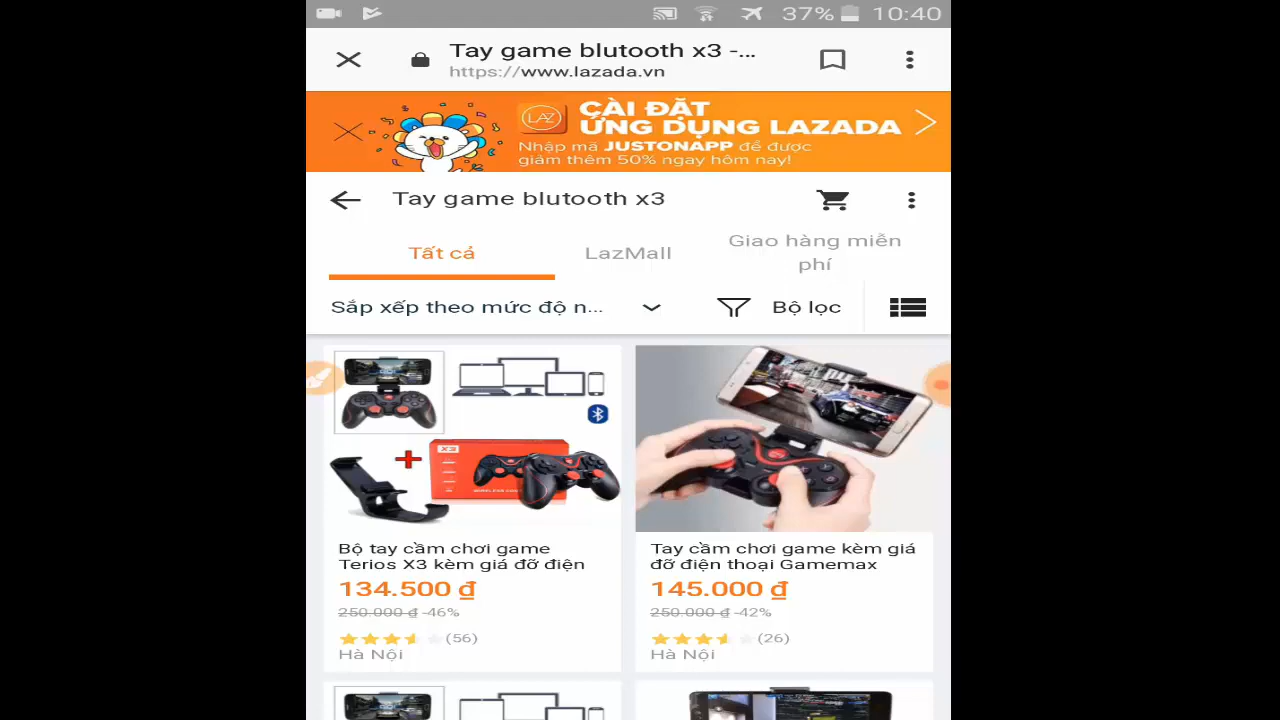 37% 10:40
Tay game blutooth x3 -...
https://www.lazada.vn
LAZ
CÀI ĐẶT
ỨNG DỤNG LAZADA
Nhập mã JUSTONAPP để được
giảm thêm 50% ngay hôm nay!
Tay game blutooth x3
Tất cả
LazMall
Giao hàng miễn
phí
Sắp xếp theo mức độ n...
Bộ lọc
X3
Bộ tay cầm chơi game
Terios X3 kèm giá đỡ điện
134.500 ₫
250.000 ₫ -46%
(56)
Hà Nội
Tay cầm chơi game kèm giá
đỡ điện thoại Gamemax
145.000 ₫
250.000 ₫ -42%
(26)
Hà Nội